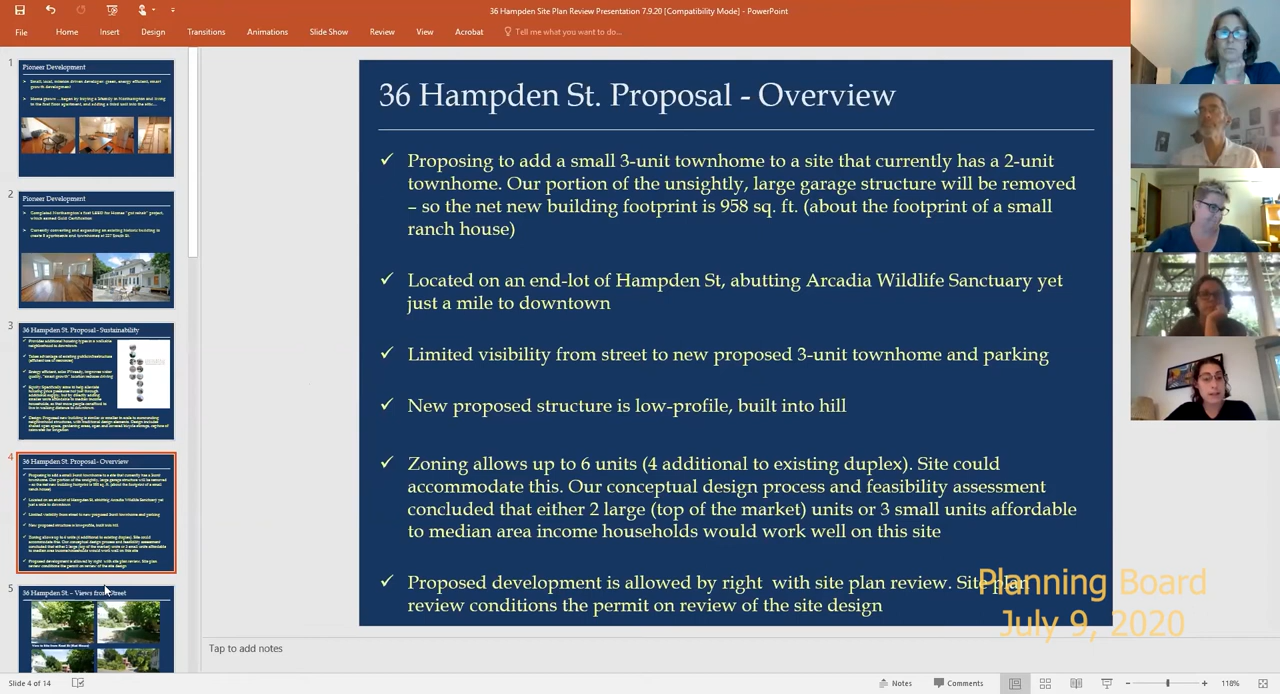 36 Hampden Site Plan Review Presentation 7.9.20 [Compatibility Mode] - PowerPoint
File Home Insert Design Transitions Animations Slide Show Review View Acrobat Tell me what you want to do...
1
Pioneer Development
2
Pioneer Development
3
36 Hampden St. Proposal - Sustainability
4
36 Hampden St. Proposal - Overview
5
36 Hampden St. - Views from Street
36 Hampden St. Proposal - Overview
✓ Proposing to add a small 3-unit townhome to a site that currently has a 2-unit
townhome. Our portion of the unsightly, large garage structure will be removed
– so the net new building footprint is 958 sq. ft. (about the footprint of a small
ranch house)
✓ Located on an end-lot of Hampden St, abutting Arcadia Wildlife Sanctuary yet
just a mile to downtown
✓ Limited visibility from street to new proposed 3-unit townhome and parking
✓ New proposed structure is low-profile, built into hill
✓ Zoning allows up to 6 units (4 additional to existing duplex). Site could
accommodate this. Our conceptual design process and feasibility assessment
concluded that either 2 large (top of the market) units or 3 small units affordable
to median area income households would work well on this site
✓ Proposed development is allowed by right with site plan review. Site plan
review conditions the permit on review of the site design
Planning Board
July 9, 2020
Tap to add notes
Slide 4 of 14
Notes Comments 118%